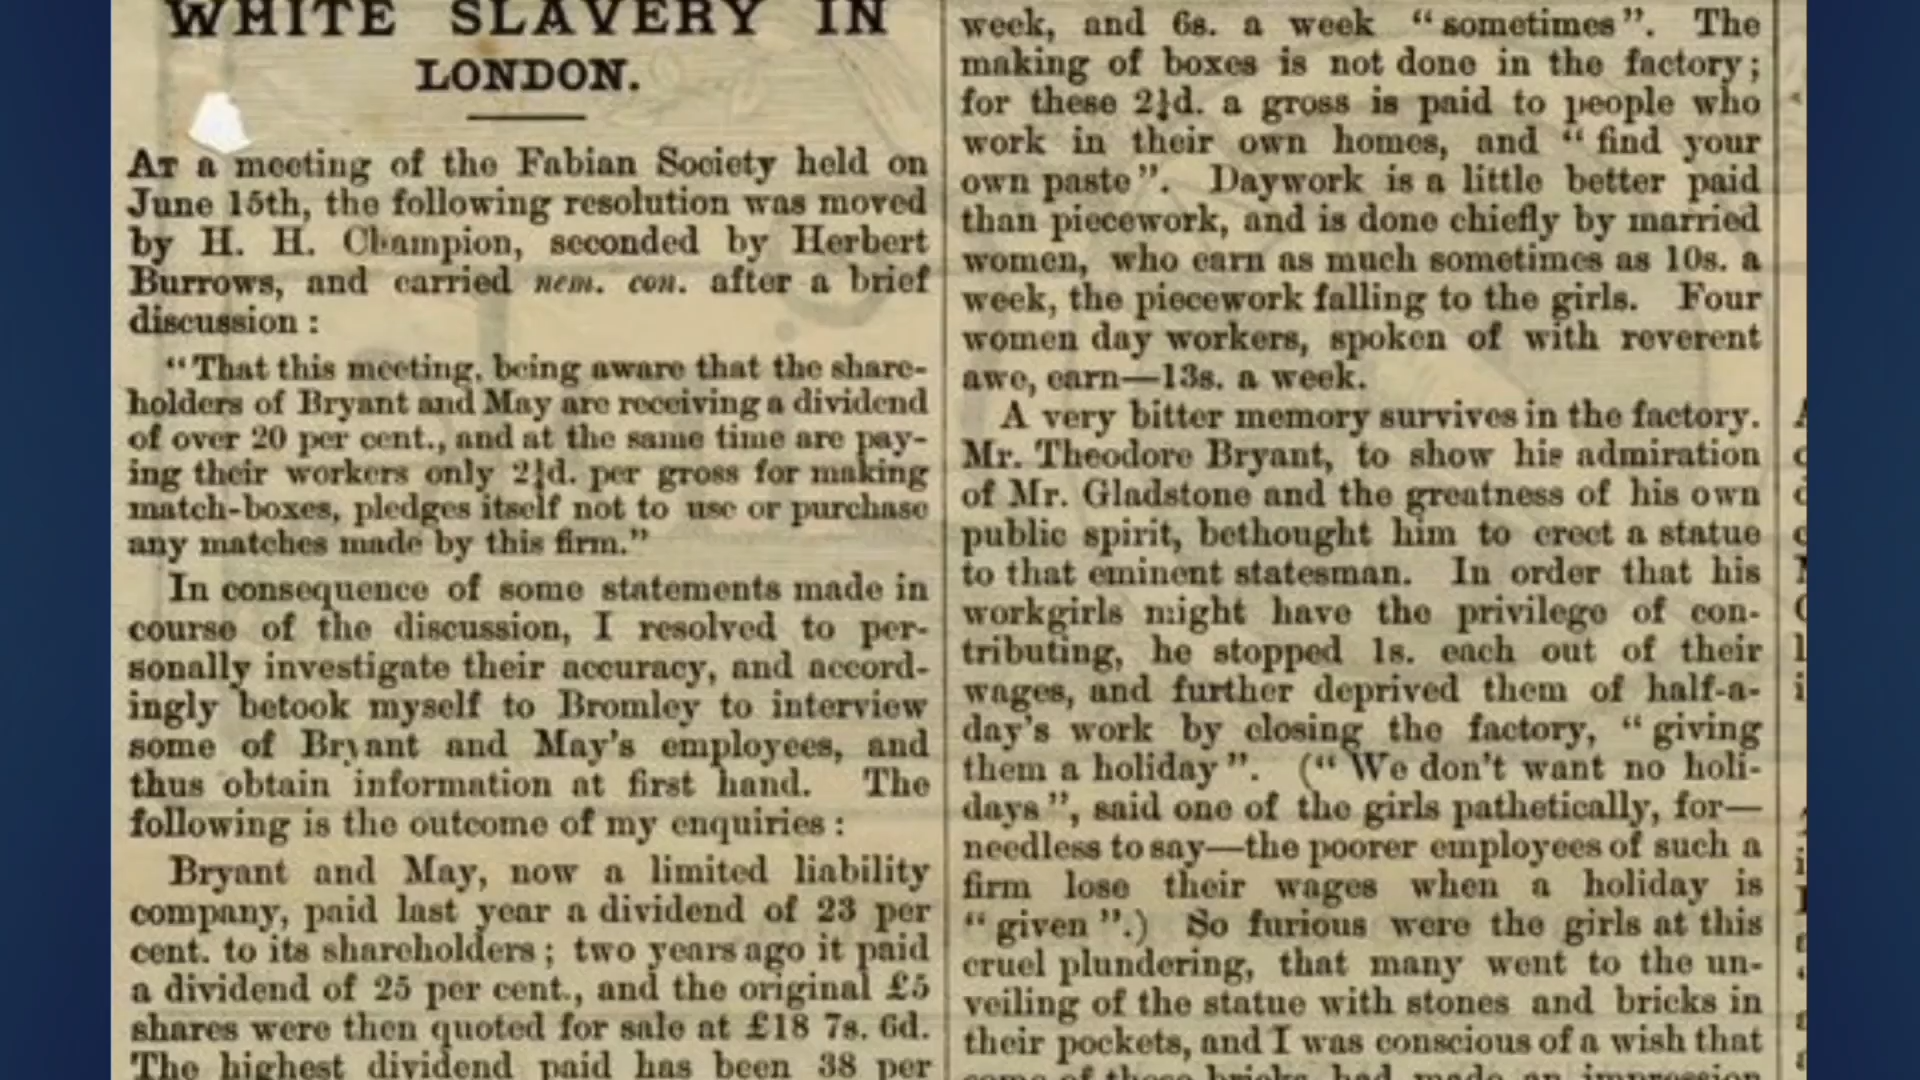 WHITE SLAVERY IN
LONDON.
At a meeting of the Fabian Society held on
June 15th, the following resolution was moved
by H. H. Champion, seconded by Herbert
Burrows, and carried nem. con. after a brief
discussion :
“That this meeting, being aware that the share-
holders of Bryant and May are receiving a dividend
of over 20 per cent., and at the same time are pay-
ing their workers only 2¼d. per gross for making
match-boxes, pledges itself not to use or purchase
any matches made by this firm.”
In consequence of some statements made in
course of the discussion, I resolved to per-
sonally investigate their accuracy, and accord-
ingly betook myself to Bromley to interview
some of Bryant and May's employees, and
thus obtain information at first hand. The
following is the outcome of my enquiries :
Bryant and May, now a limited liability
company, paid last year a dividend of 23 per
cent. to its shareholders ; two years ago it paid
a dividend of 25 per cent., and the original £5
shares were then quoted for sale at £18 7s. 6d.
The highest dividend paid has been 38 per
week, and 6s. a week “sometimes”. The
making of boxes is not done in the factory ;
for these 2¼d. a gross is paid to people who
work in their own homes, and “find your
own paste”. Daywork is a little better paid
than piecework, and is done chiefly by married
women, who earn as much sometimes as 10s. a
week, the piecework falling to the girls. Four
women day workers, spoken of with reverent
awe, earn—13s. a week.
A very bitter memory survives in the factory.
Mr. Theodore Bryant, to show his admiration
of Mr. Gladstone and the greatness of his own
public spirit, bethought him to erect a statue
to that eminent statesman. In order that his
workgirls might have the privilege of con-
tributing, he stopped 1s. each out of their
wages, and further deprived them of half-a-
day's work by closing the factory, “giving
them a holiday”. (“We don't want no holi-
days”, said one of the girls pathetically, for—
needless to say—the poorer employees of such a
firm lose their wages when a holiday is
“given”.) So furious were the girls at this
cruel plundering, that many went to the un-
veiling of the statue with stones and bricks in
their pockets, and I was conscious of a wish that
some of those bricks had made an impression